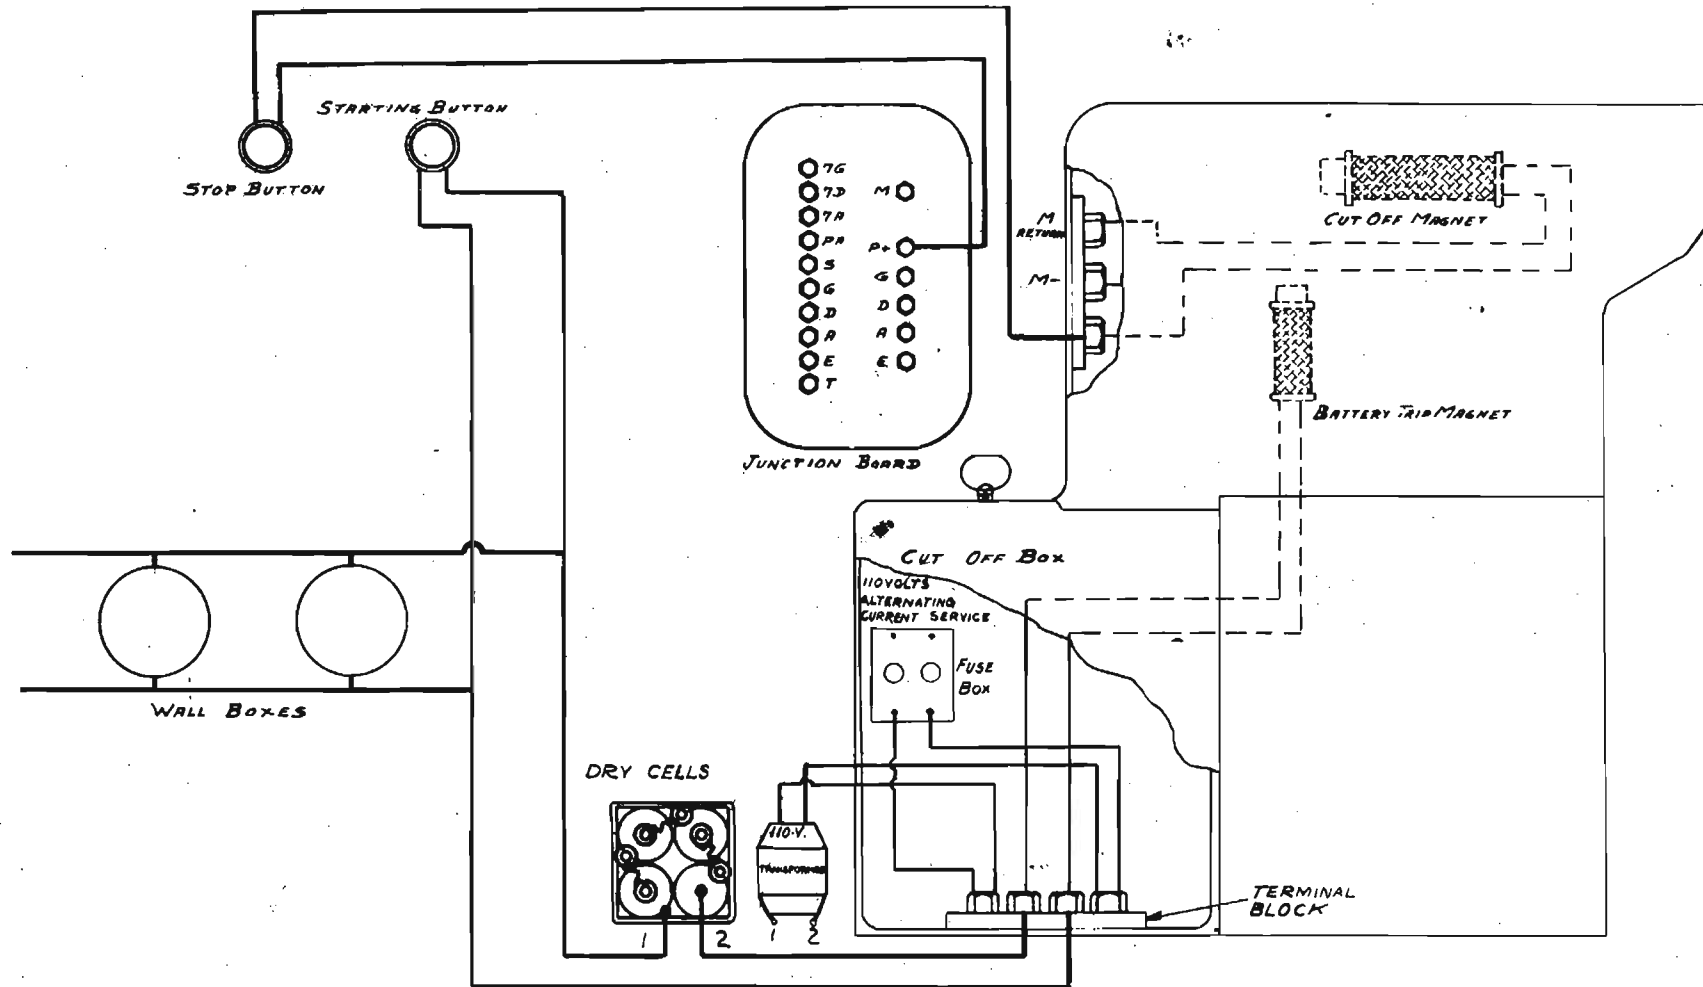 STARTING BUTTON
STOP BUTTON
7G
7D
7A
PA
S
G
D
A
E
T
M
P+
G
D
A
E
JUNCTION BOARD
M
RETURN
M-
CUT OFF MAGNET
BATTERY TRIP MAGNET
CUT OFF BOX
110 VOLTS
ALTERNATING
CURRENT SERVICE
FUSE
BOX
WALL BOXES
DRY CELLS
1 2
110-V.
TRANSFORMER
1 2
TERMINAL
BLOCK